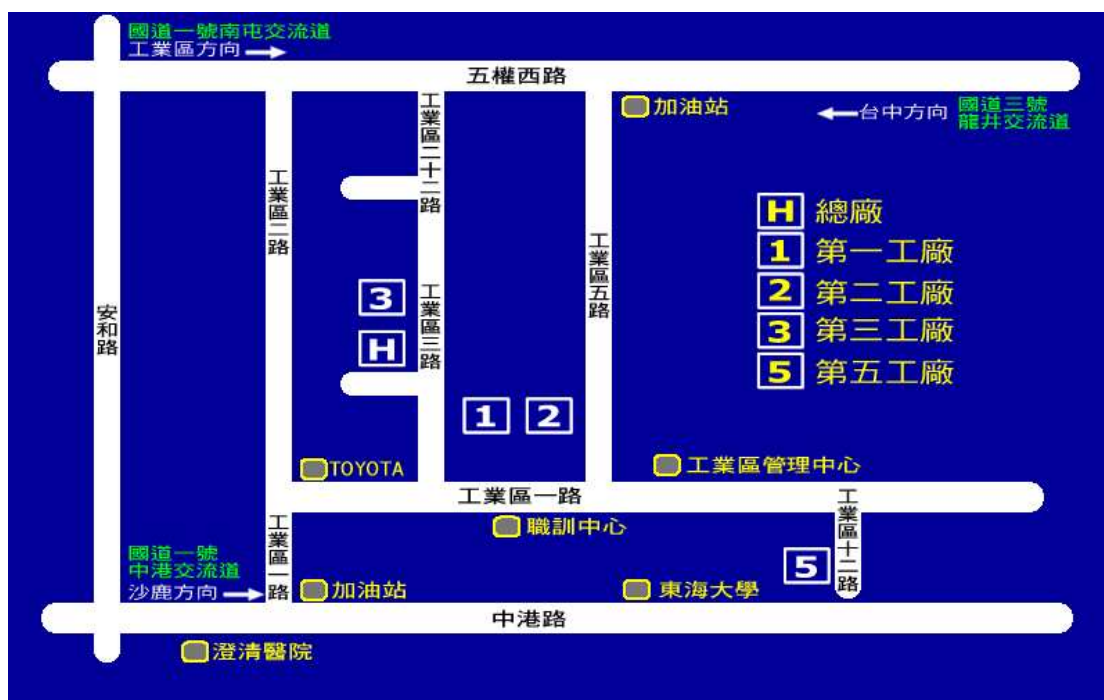 國道一號南屯交流道
工業區方向
五權西路
加油站
台中方向
國道三號
龍井交流道
工業區二十二路
工業區二路
工業區三路
工業區五路
安和路
H 總廠
1 第一工廠
2 第二工廠
3 第三工廠
5 第五工廠
3
H
1
2
TOYOTA
工業區管理中心
工業區一路
職訓中心
工業區十二路
工業區一路
國道一號
中港交流道
沙鹿方向
加油站
5
東海大學
中港路
澄清醫院